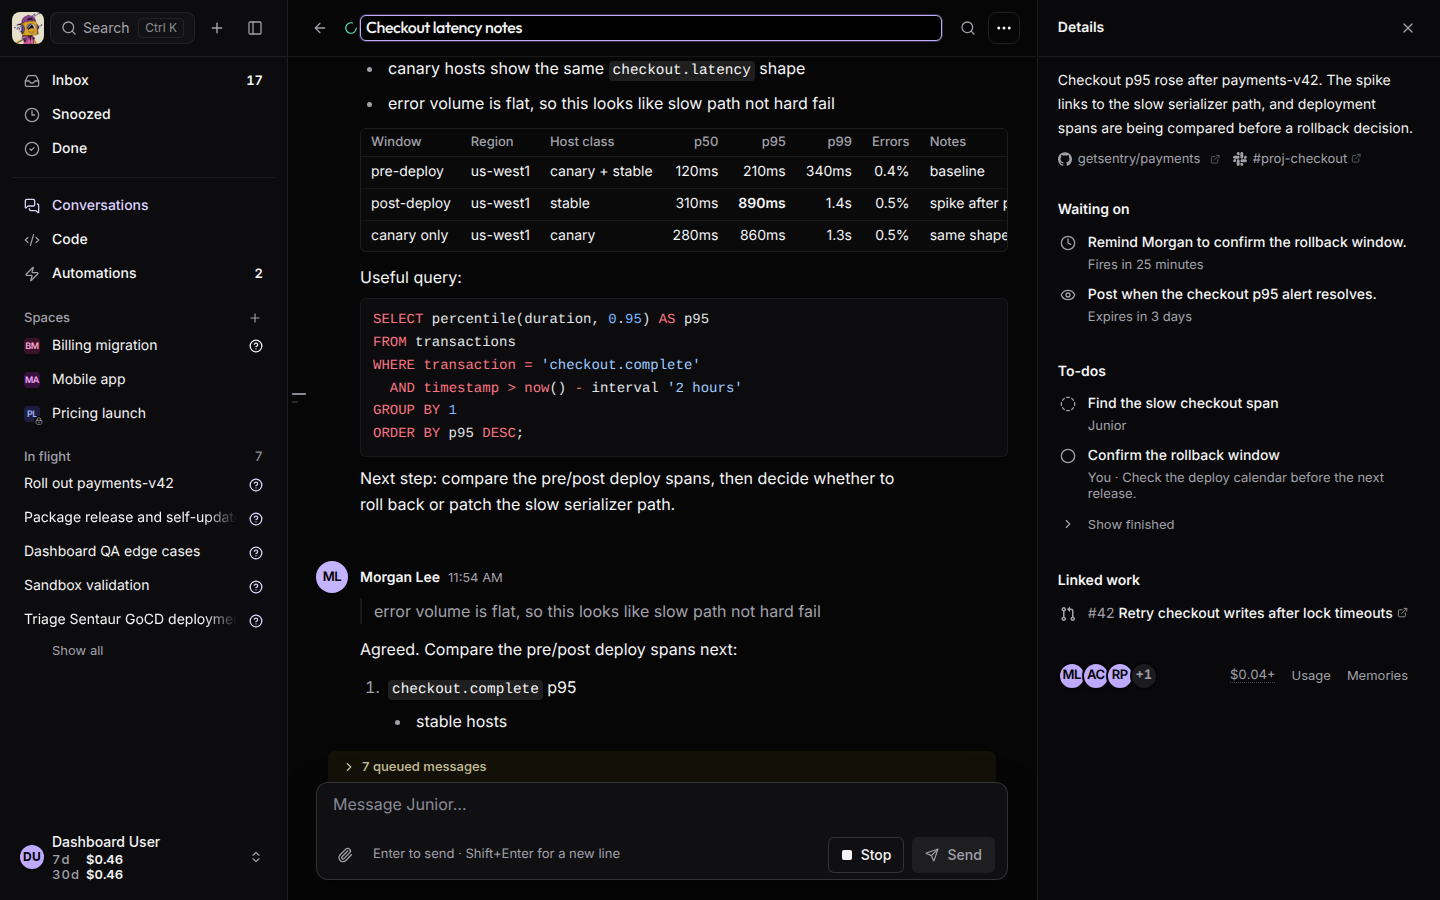 Search Ctrl K
Inbox 17
Snoozed
Done
Conversations
Code
Automations 2
Spaces
BM Billing migration
MA Mobile app
PL Pricing launch
In flight 7
Roll out payments-v42
Package release and self-updat
Dashboard QA edge cases
Sandbox validation
Triage Sentaur GoCD deployme
Show all
DU Dashboard User
7d $0.46
30d $0.46
Checkout latency notes
canary hosts show the same checkout.latency shape
error volume is flat, so this looks like slow path not hard fail
Window Region Host class p50 p95 p99 Errors Notes
pre-deploy us-west1 canary + stable 120ms 210ms 340ms 0.4% baseline
post-deploy us-west1 stable 310ms 890ms 1.4s 0.5% spike after p
canary only us-west1 canary 280ms 860ms 1.3s 0.5% same shape
Useful query:
SELECT percentile(duration, 0.95) AS p95
FROM transactions
WHERE transaction = 'checkout.complete'
AND timestamp > now() - interval '2 hours'
GROUP BY 1
ORDER BY p95 DESC;
Next step: compare the pre/post deploy spans, then decide whether to
roll back or patch the slow serializer path.
ML Morgan Lee 11:54 AM
error volume is flat, so this looks like slow path not hard fail
Agreed. Compare the pre/post deploy spans next:
1. checkout.complete p95
stable hosts
7 queued messages
Message Junior...
Enter to send · Shift+Enter for a new line
Stop
Send
Details
Checkout p95 rose after payments-v42. The spike
links to the slow serializer path, and deployment
spans are being compared before a rollback decision.
getsentry/payments #proj-checkout
Waiting on
Remind Morgan to confirm the rollback window.
Fires in 25 minutes
Post when the checkout p95 alert resolves.
Expires in 3 days
To-dos
Find the slow checkout span
Junior
Confirm the rollback window
You · Check the deploy calendar before the next
release.
Show finished
Linked work
#42 Retry checkout writes after lock timeouts
ML AC RP +1 $0.04+ Usage Memories